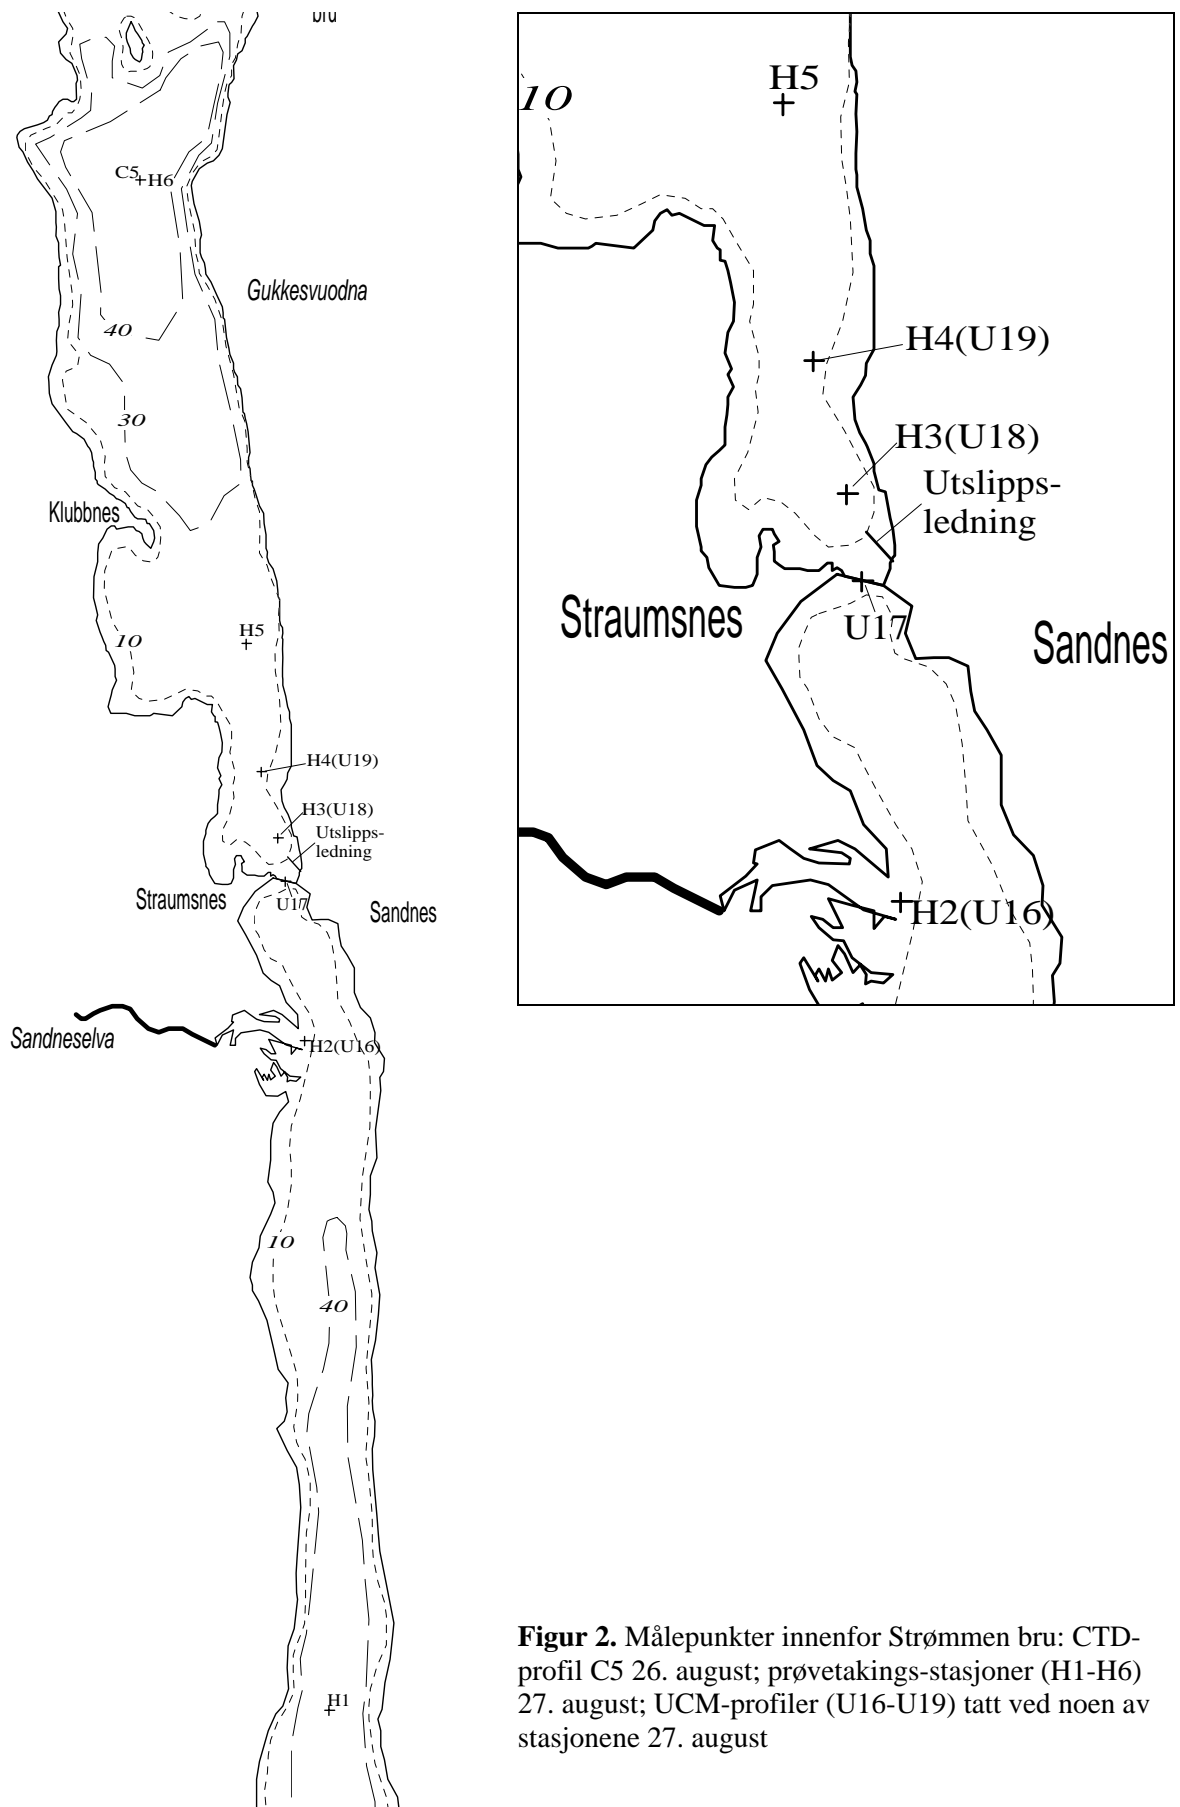 bru
C5
H6
Gukkesvuodna
40
30
Klubbnes
10
H5
H4(U19)
H3(U18)
Utslipps-
ledning
Straumsnes
U17
Sandnes
Sandneselva
H2(U16)
10
40
H1
H5
10
H4(U19)
H3(U18)
Utslipps-
ledning
Straumsnes
U17
Sandnes
H2(U16)
Figur 2. Målepunkter innenfor Strømmen bru: CTD-
profil C5 26. august; prøvetakings-stasjoner (H1-H6)
27. august; UCM-profiler (U16-U19) tatt ved noen av
stasjonene 27. august